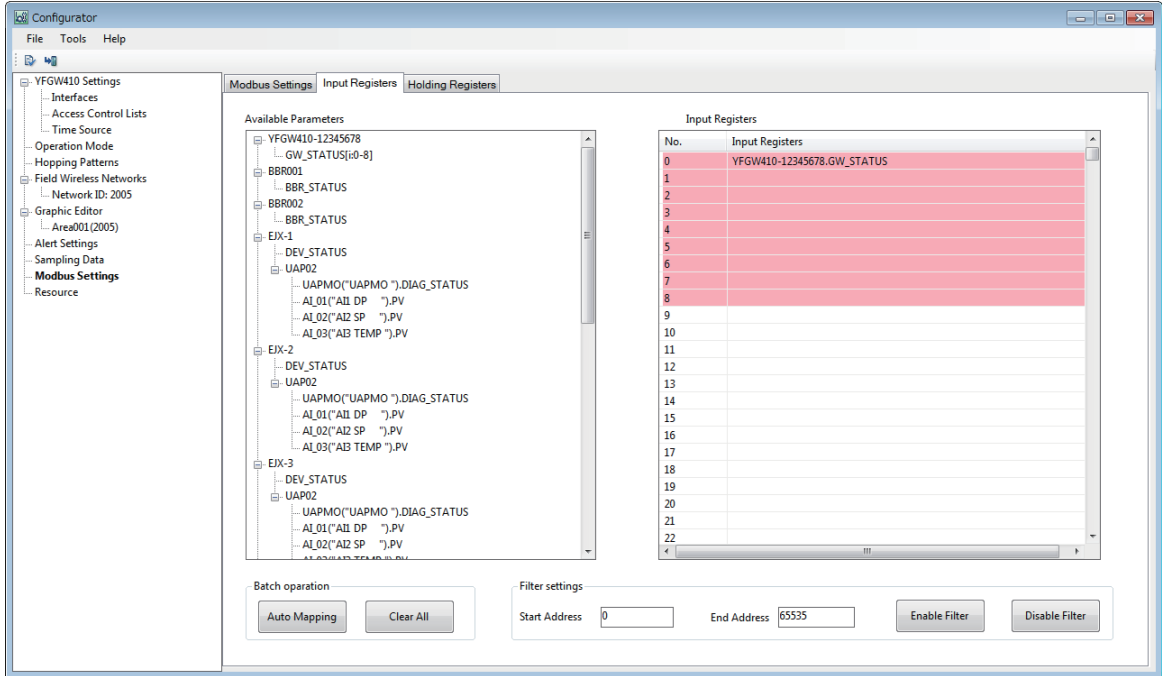 Configurator
File Tools Help
YFGW410 Settings
Interfaces
Access Control Lists
Time Source
Operation Mode
Hopping Patterns
Field Wireless Networks
Network ID: 2005
Graphic Editor
Area001(2005)
Alert Settings
Sampling Data
Modbus Settings
Resource
Modbus Settings Input Registers Holding Registers
Available Parameters
YFGW410-12345678
GW_STATUS[i:0-8]
BBR001
BBR_STATUS
BBR002
BBR_STATUS
EJX-1
DEV_STATUS
UAP02
UAPMO("UAPMO ").DIAG_STATUS
AI_01("AI1 DP ").PV
AI_02("AI2 SP ").PV
AI_03("AI3 TEMP ").PV
EJX-2
DEV_STATUS
UAP02
UAPMO("UAPMO ").DIAG_STATUS
AI_01("AI1 DP ").PV
AI_02("AI2 SP ").PV
AI_03("AI3 TEMP ").PV
EJX-3
DEV_STATUS
UAP02
UAPMO("UAPMO ").DIAG_STATUS
AI_01("AI1 DP ").PV
AI_02("AI2 SP ").PV
Input Registers
No. Input Registers
0 YFGW410-12345678.GW_STATUS
1
2
3
4
5
6
7
8
9
10
11
12
13
14
15
16
17
18
19
20
21
22
Batch oparation
Auto Mapping Clear All
Filter settings
Start Address 0 End Address 65535 Enable Filter Disable Filter